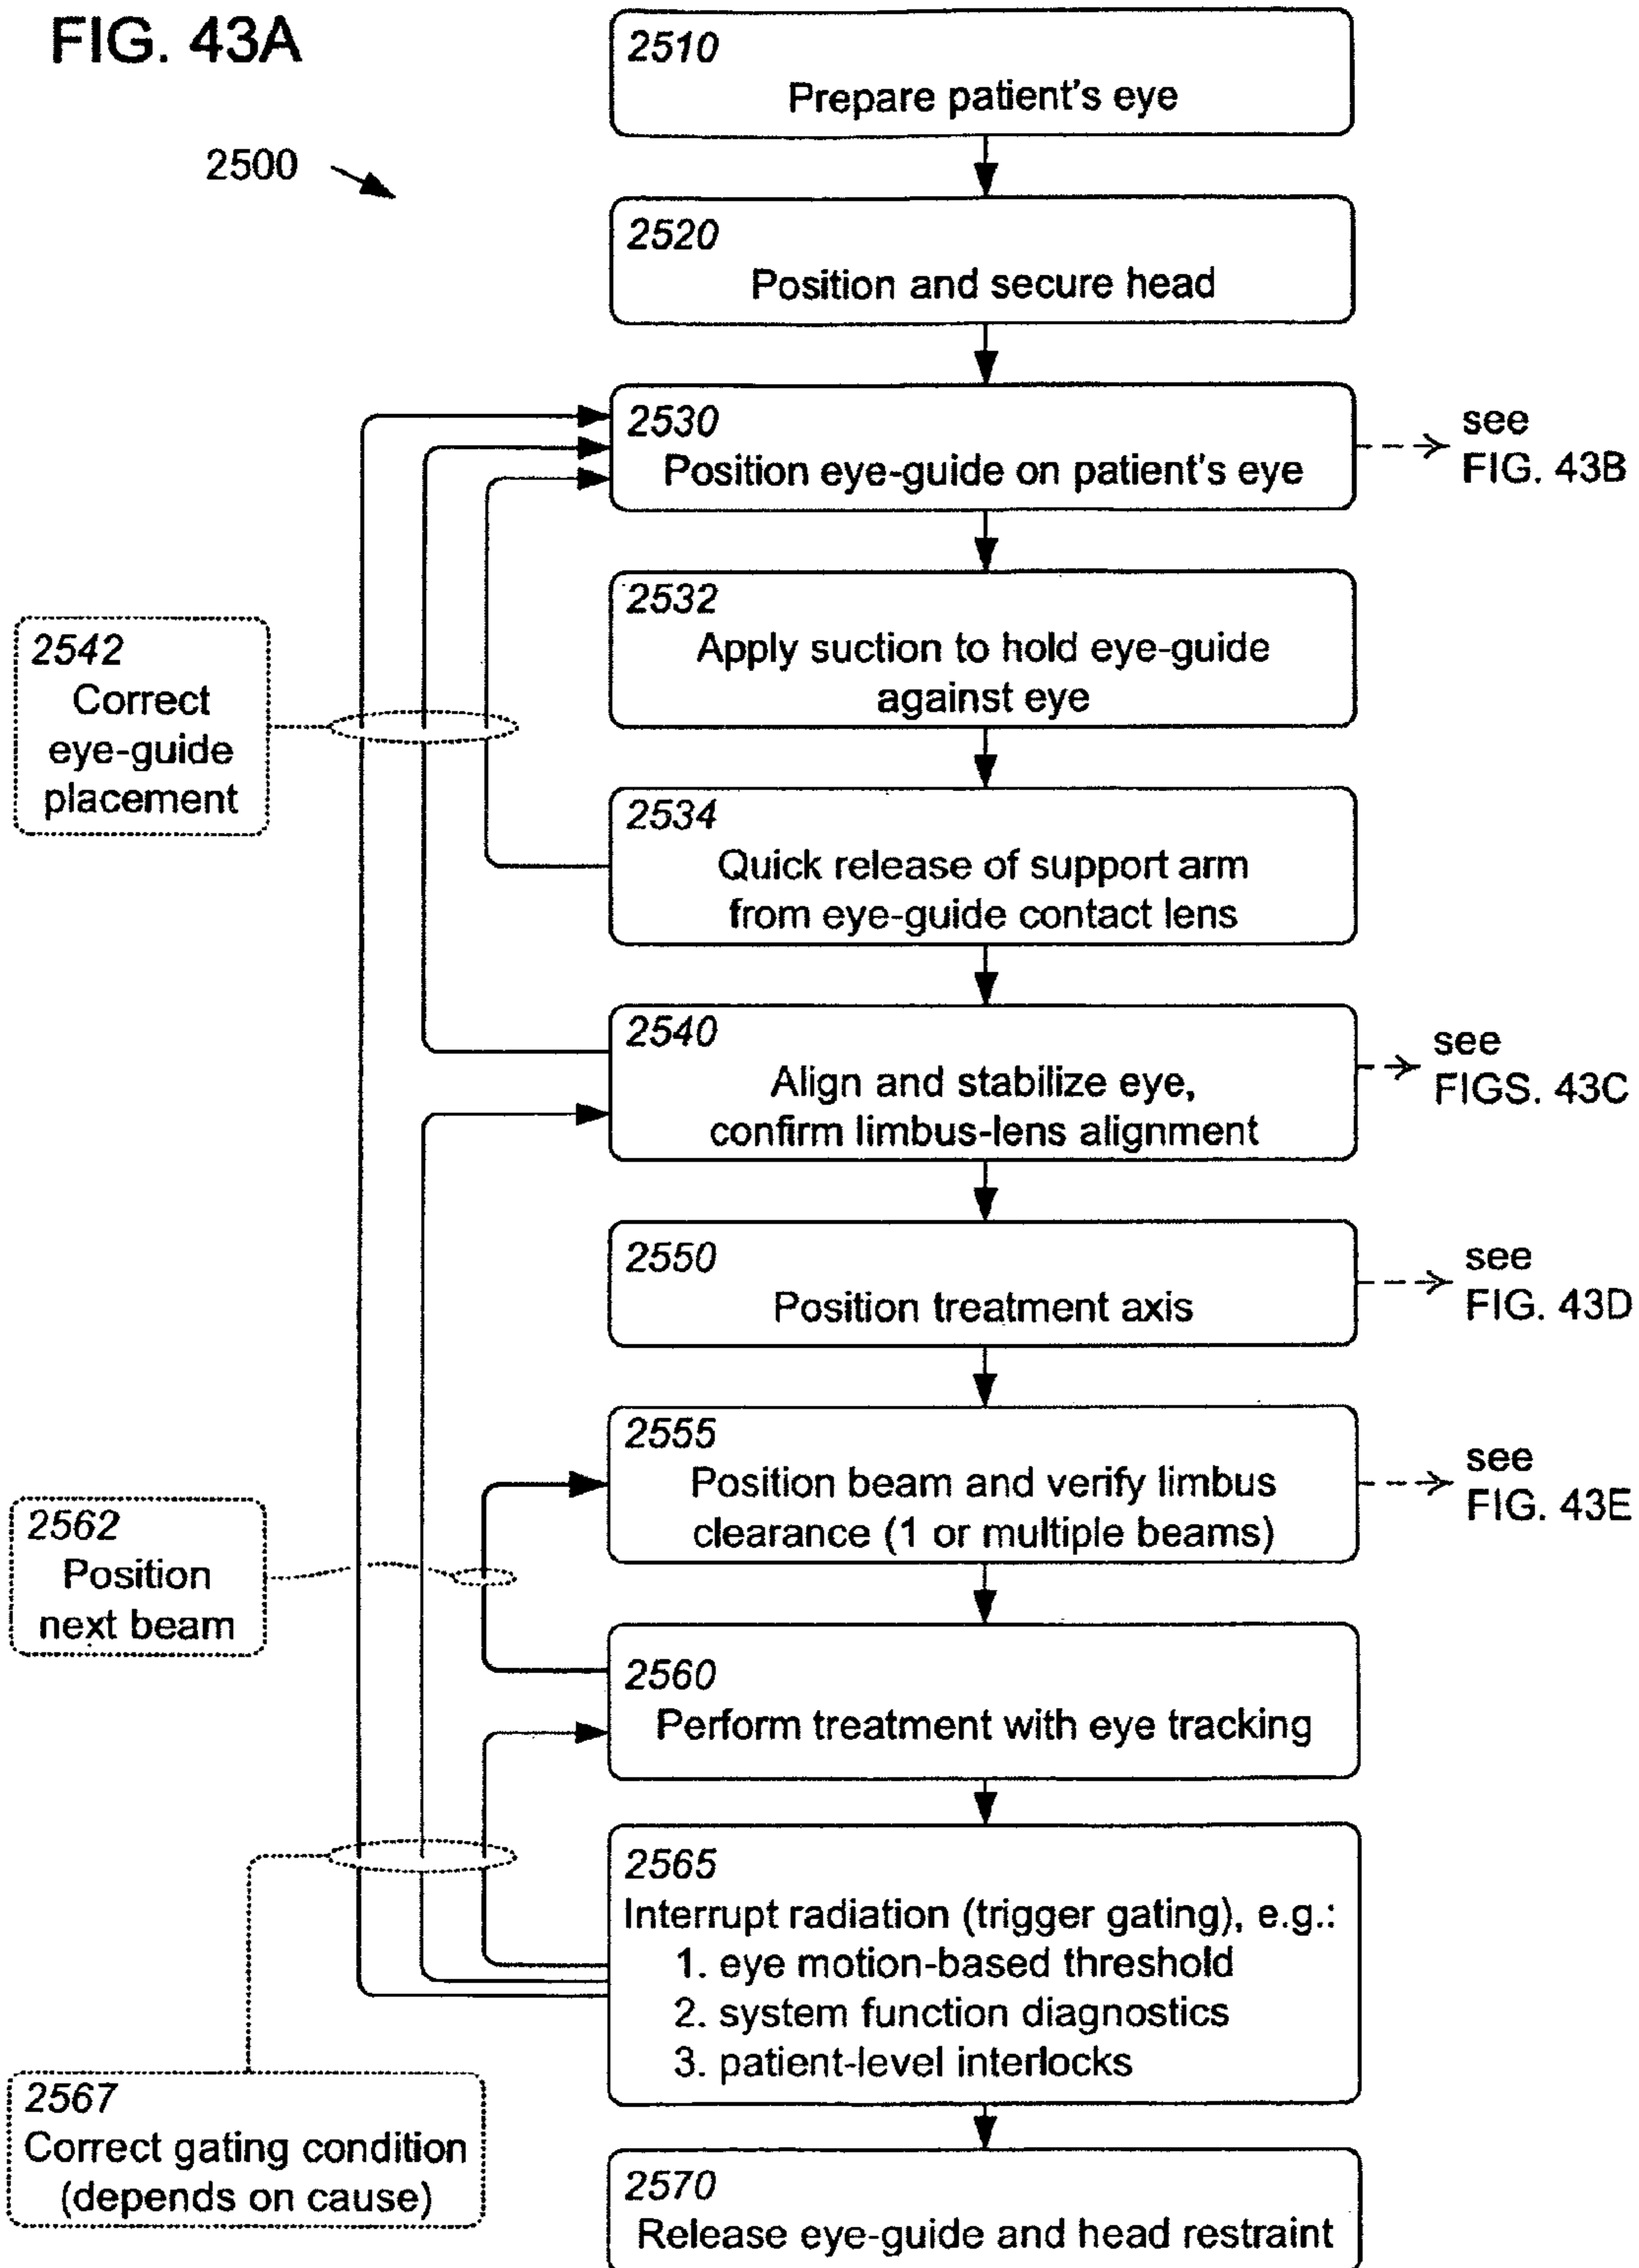 FIG. 43A
2500
2510
Prepare patient's eye
2520
Position and secure head
2530
Position eye-guide on patient's eye
see
FIG. 43B
2532
Apply suction to hold eye-guide
against eye
2542
Correct
eye-guide
placement
2534
Quick release of support arm
from eye-guide contact lens
2540
Align and stabilize eye,
confirm limbus-lens alignment
see
FIGS. 43C
2550
Position treatment axis
see
FIG. 43D
2555
Position beam and verify limbus
clearance (1 or multiple beams)
see
FIG. 43E
2562
Position
next beam
2560
Perform treatment with eye tracking
2565
Interrupt radiation (trigger gating), e.g.:
1. eye motion-based threshold
2. system function diagnostics
3. patient-level interlocks
2567
Correct gating condition
(depends on cause)
2570
Release eye-guide and head restraint